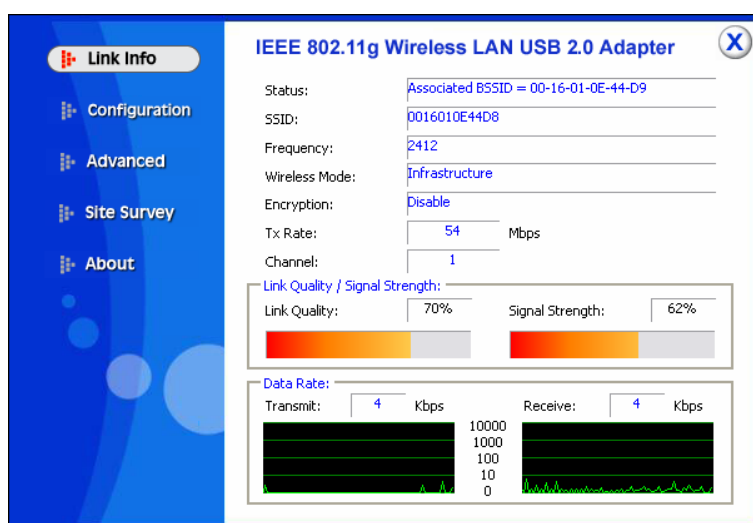 Link Info
Configuration
Advanced
Site Survey
About
IEEE 802.11g Wireless LAN USB 2.0 Adapter
X
Status: Associated BSSID = 00-16-01-0E-44-D9
SSID: 0016010E44D8
Frequency: 2412
Wireless Mode: Infrastructure
Encryption: Disable
Tx Rate: 54 Mbps
Channel: 1
Link Quality / Signal Strength:
Link Quality: 70% Signal Strength: 62%
Data Rate:
Transmit: 4 Kbps Receive: 4 Kbps
10000
1000
100
10
0